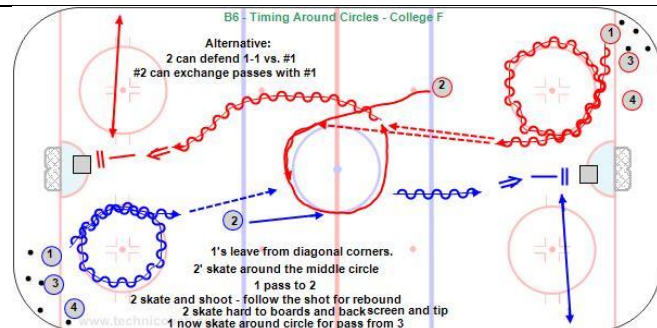 B6 - Timing Around Circles - College F
Alternative:
2 can defend 1-1 vs. #1
#2 can exchange passes with #1
1
3
4
2
2
1
3
4
1's leave from diagonal corners.
2' skate around the middle circle
1 pass to 2
2 skate and shoot - follow the shot for rebound
2 skate hard to boards and back screen and tip
1 now skate around circle for pass from 3
www.technic